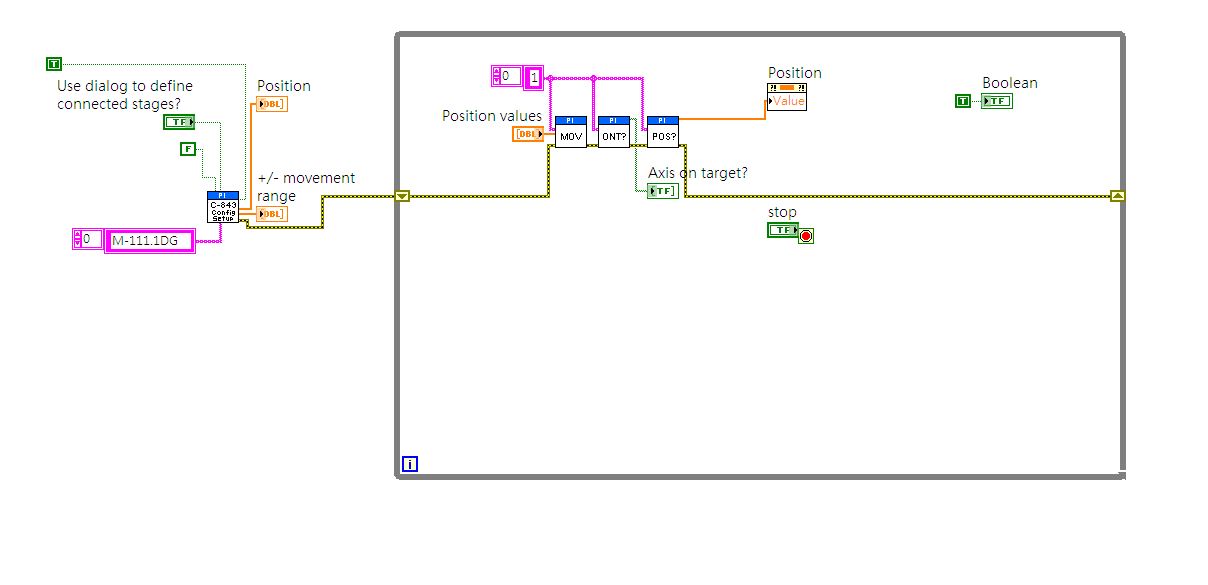 T
Use dialog to define
connected stages?
TF
F
Position
DBL]
+/- movement
range
DBL]
PI
C-843
Config
SETUP
0
M-111.1DG
0
1
Position values
[DBL
PI
MOV
PI
ONT?
PI
POS?
Position
?! ?!
Value
Axis on target?
TF]
stop
TF
Boolean
T
TF
i